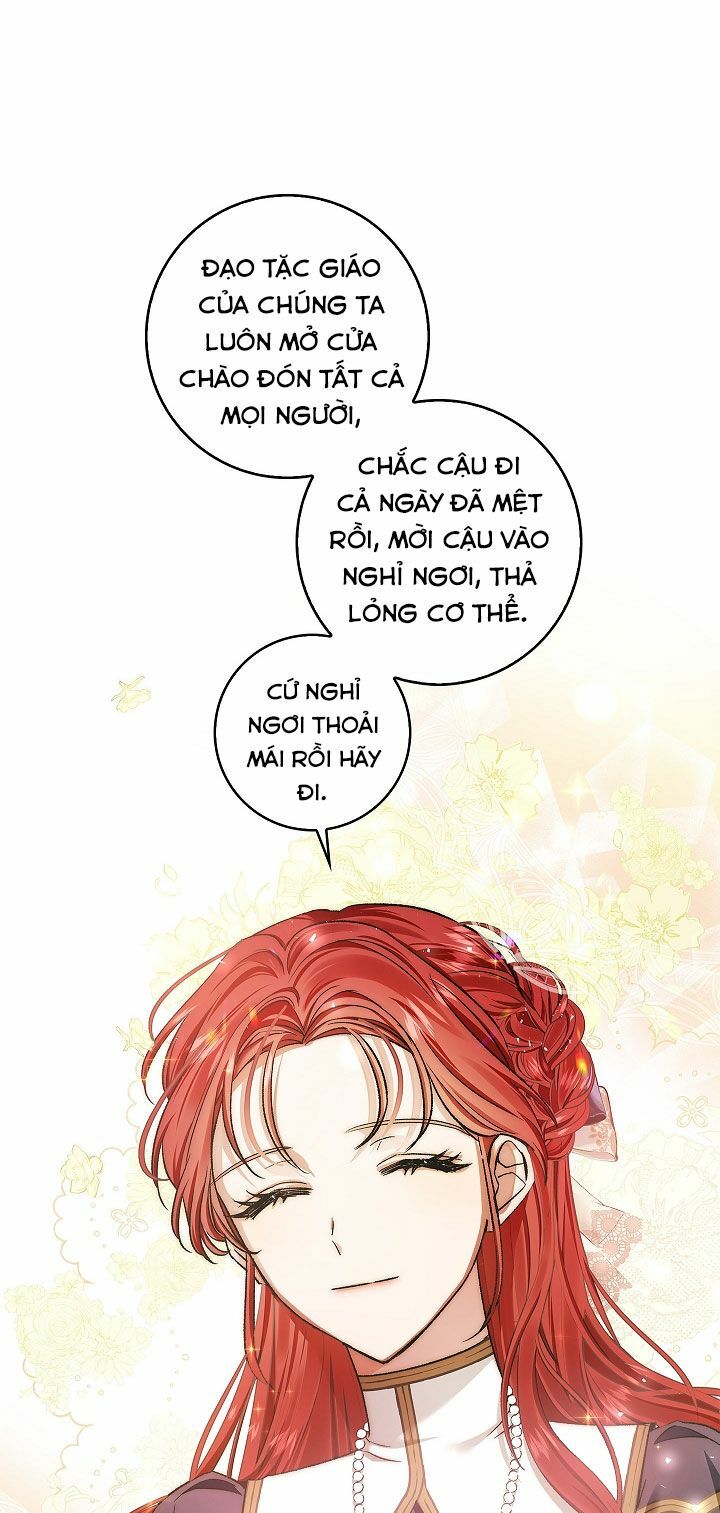 ĐẠO TẶC GIÁO
CỦA CHÚNG TA
LUÔN MỞ CỬA
CHÀO ĐÓN TẤT CẢ
MỌI NGƯỜI,
CHẮC CẬU ĐI
CẢ NGÀY ĐÃ MỆT
RỒI, MỜI CẬU VÀO
NGHỈ NGƠI, THẢ
LỎNG CƠ THỂ.
CỨ NGHỈ
NGƠI THOẢI
MÁI RỒI HÃY
ĐI.